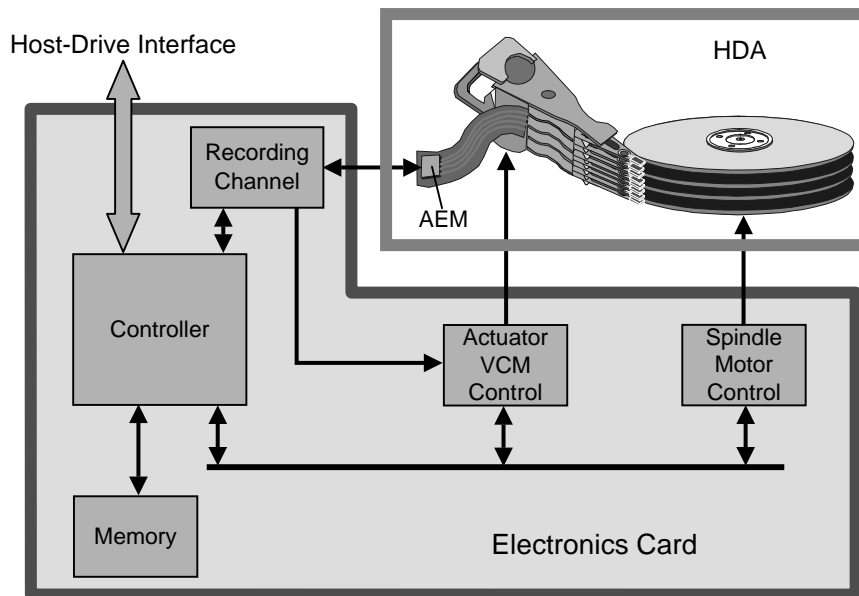 Host-Drive Interface
HDA
Recording
Channel
AEM
Controller
Actuator
VCM
Control
Spindle
Motor
Control
Memory
Electronics Card